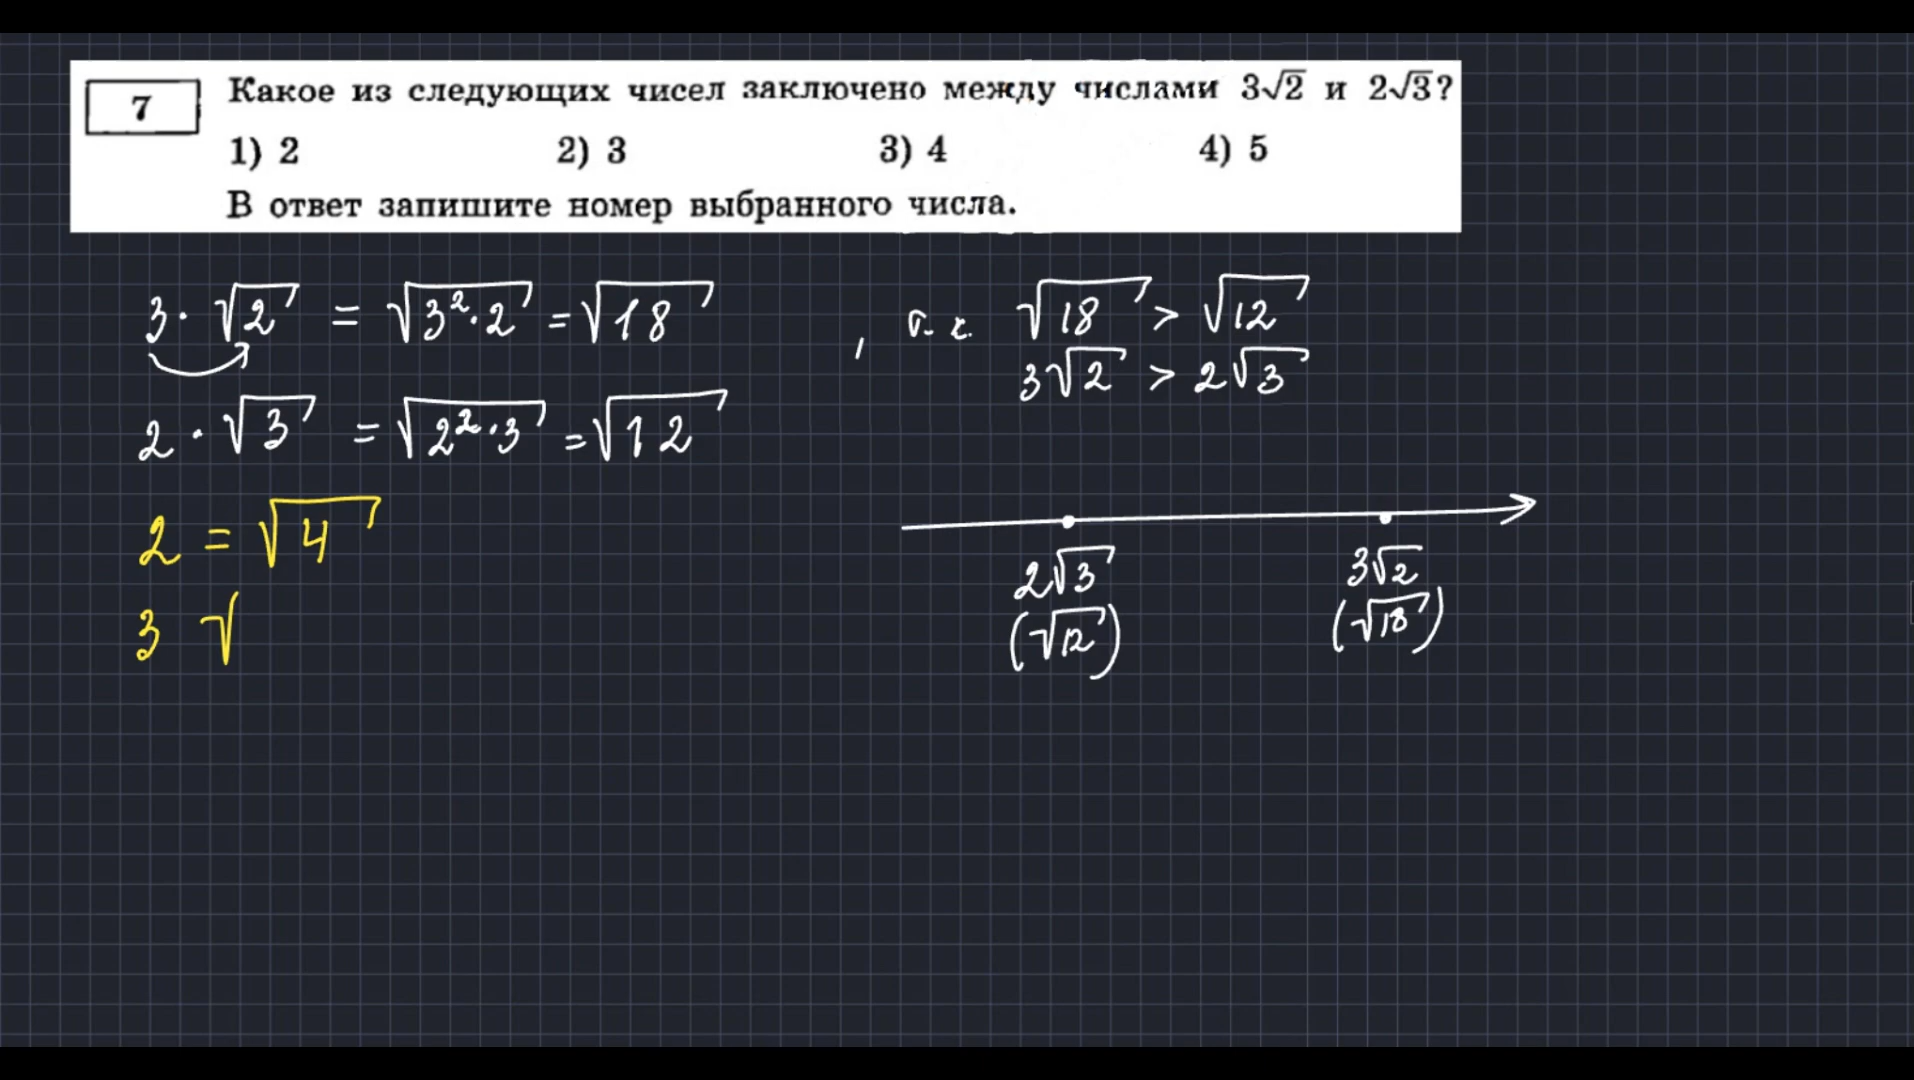 7
Какое из следующих чисел заключено между числами 3√2 и 2√3?
1) 2 2) 3 3) 4 4) 5
В ответ запишите номер выбранного числа.
3 · √2 = √3² · 2 = √18 , т. к. √18 > √12
3√2 > 2√3
2 · √3 = √2² · 3 = √12
2 = √4
3 √
2√3 3√2
(√12) (√18)